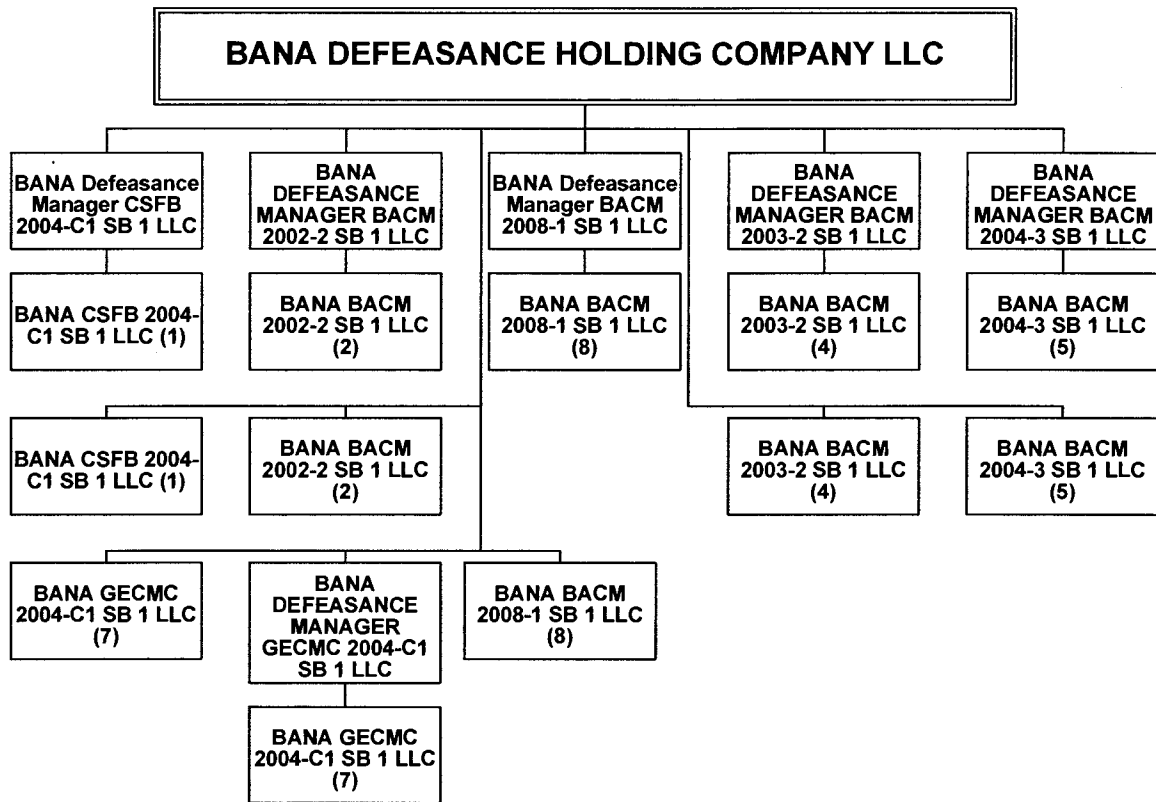 BANA DEFEASANCE HOLDING COMPANY LLC
BANA Defeasance
Manager CSFB
2004-C1 SB 1 LLC
BANA
DEFEASANCE
MANAGER BACM
2002-2 SB 1 LLC
BANA Defeasance
Manager BACM
2008-1 SB 1 LLC
BANA
DEFEASANCE
MANAGER BACM
2003-2 SB 1 LLC
BANA
DEFEASANCE
MANAGER BACM
2004-3 SB 1 LLC
BANA CSFB 2004-
C1 SB 1 LLC (1)
BANA BACM
2002-2 SB 1 LLC
(2)
BANA BACM
2008-1 SB 1 LLC
(8)
BANA BACM
2003-2 SB 1 LLC
(4)
BANA BACM
2004-3 SB 1 LLC
(5)
BANA CSFB 2004-
C1 SB 1 LLC (1)
BANA BACM
2002-2 SB 1 LLC
(2)
BANA BACM
2003-2 SB 1 LLC
(4)
BANA BACM
2004-3 SB 1 LLC
(5)
BANA GECMC
2004-C1 SB 1 LLC
(7)
BANA
DEFEASANCE
MANAGER
GECMC 2004-C1
SB 1 LLC
BANA BACM
2008-1 SB 1 LLC
(8)
BANA GECMC
2004-C1 SB 1 LLC
(7)